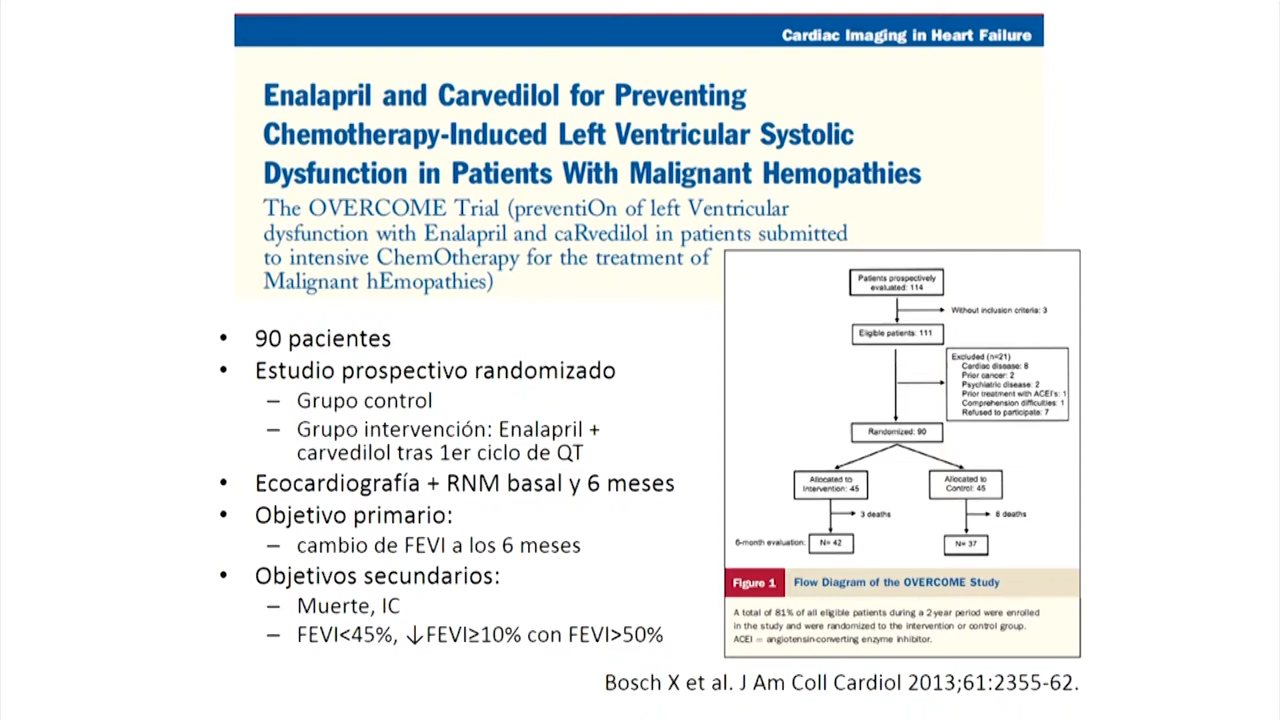 Cardiac Imaging in Heart Failure
Enalapril and Carvedilol for Preventing
Chemotherapy-Induced Left Ventricular Systolic
Dysfunction in Patients With Malignant Hemopathies
The OVERCOME Trial (preventiOn of left Ventricular
dysfunction with Enalapril and caRvedilol in patients submitted
to intensive ChemOtherapy for the treatment of
Malignant hEmopathies)
• 90 pacientes
• Estudio prospectivo randomizado
– Grupo control
– Grupo intervención: Enalapril +
carvedilol tras 1er ciclo de QT
• Ecocardiografía + RNM basal y 6 meses
• Objetivo primario:
– cambio de FEVI a los 6 meses
• Objetivos secundarios:
– Muerte, IC
– FEVI<45%, ↓FEVI≥10% con FEVI>50%
Patients prospectively
evaluated: 114
Without inclusion criteria: 3
Eligible patients: 111
Excluded (n=21)
Cardiac disease: 8
Prior cancer: 2
Psychiatric disease: 2
Prior treatment with ACEI's: 1
Comprehension difficulties: 1
Refused to participate: 7
Randomized: 90
Allocated to
Intervention: 45
Allocated to
Control: 45
3 deaths
8 deaths
6-month evaluation:
N= 42
N= 37
Figure 1
Flow Diagram of the OVERCOME Study
A total of 81% of all eligible patients during a 2-year period were enrolled
in the study and were randomized to the intervention or control group.
ACEI = angiotensin-converting enzyme inhibitor.
Bosch X et al. J Am Coll Cardiol 2013;61:2355-62.